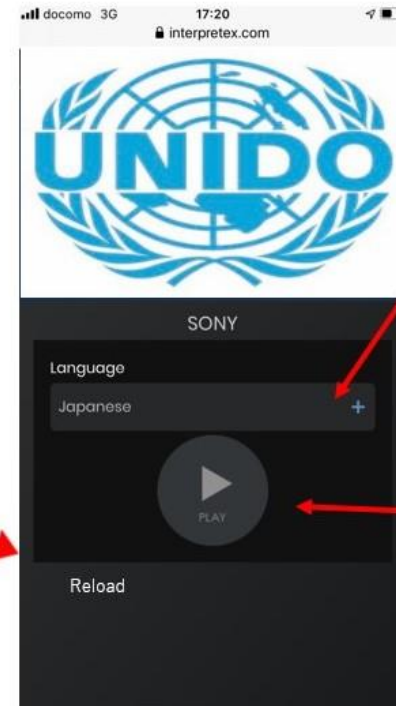 docomo 3G 17:20
interpretex.com
UNIDO
SONY
Language
Japanese +
PLAY
Reload